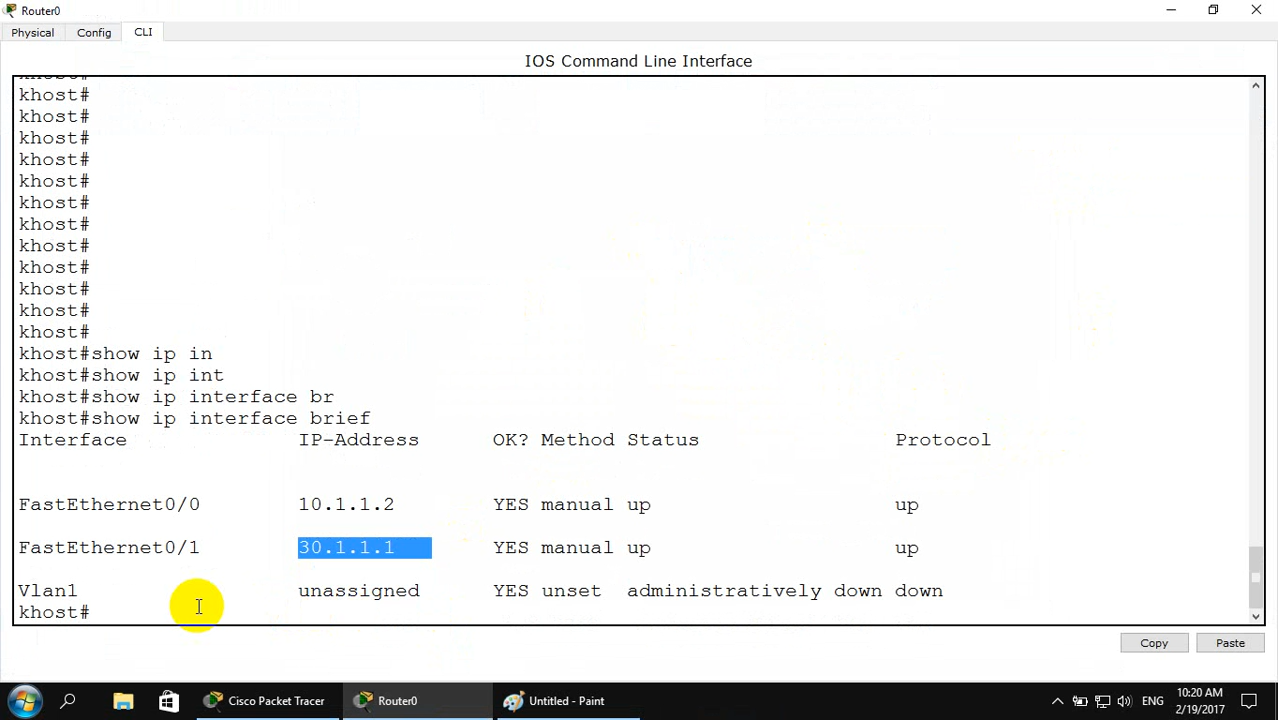 Router0
Physical Config CLI
IOS Command Line Interface
khost#
khost#
khost#
khost#
khost#
khost#
khost#
khost#
khost#
khost#
khost#
khost#
khost#
khost#show ip in
khost#show ip int
khost#show ip interface br
khost#show ip interface brief
Interface IP-Address OK? Method Status Protocol
FastEthernet0/0 10.1.1.2 YES manual up up
FastEthernet0/1 30.1.1.1 YES manual up up
Vlan1 unassigned YES unset administratively down down
khost#
Copy Paste
Cisco Packet Tracer Router0 Untitled - Paint ENG 10:20 AM
2/19/2017